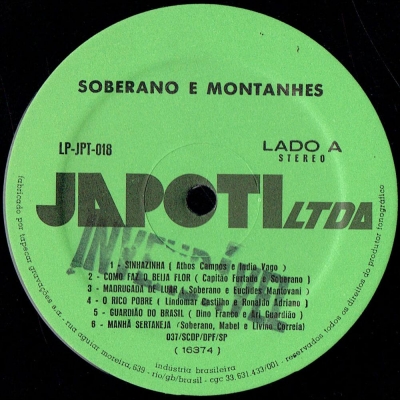 SOBERANO E MONTANHES
LP-JPT-018
LADO A
STEREO
JAPOTI LTDA
1 - SINHAZINHA ( Athos Campos e Indio Vago )
2 - COMO FAZ O BEIJA FLOR ( Capitão Furtado e Soberano )
3 - MADRUGADA DE LUAR ( Soberano e Euclides Mantovani )
4 - O RICO POBRE ( Lindomar Castilho e Ronaldo Adriano )
5 - GUARDIÃO DO BRASIL ( Dino Franco e Ari Guardião )
6 - MANHÃ SERTANEJA (Soberano, Mabel e Livino Correia)
037/SCDP/DPF/SP
( 16374 )
indústria brasileira
fabricado por tapecar gravações s.a. - rua aguiar moreira, 639 - rio/gb/brasil - cgc 33.631.433/001
reservados todos os direitos do produtor fonográfico